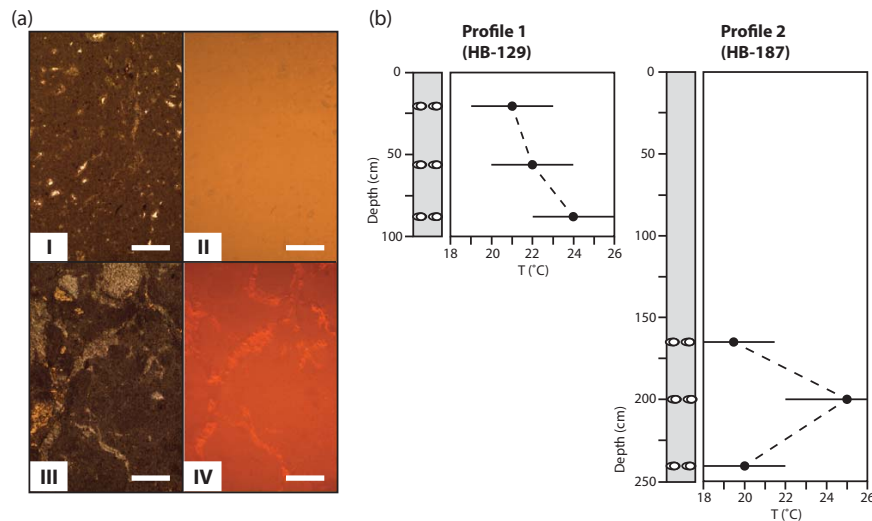 (a)
I
II
III
IV
(b)
Profile 1
(HB-129)
0
50
100
Depth (cm)
18 20 22 24 26
T (˚C)
Profile 2
(HB-187)
0
50
100
150
200
250
Depth (cm)
18 20 22 24 26
T (˚C)